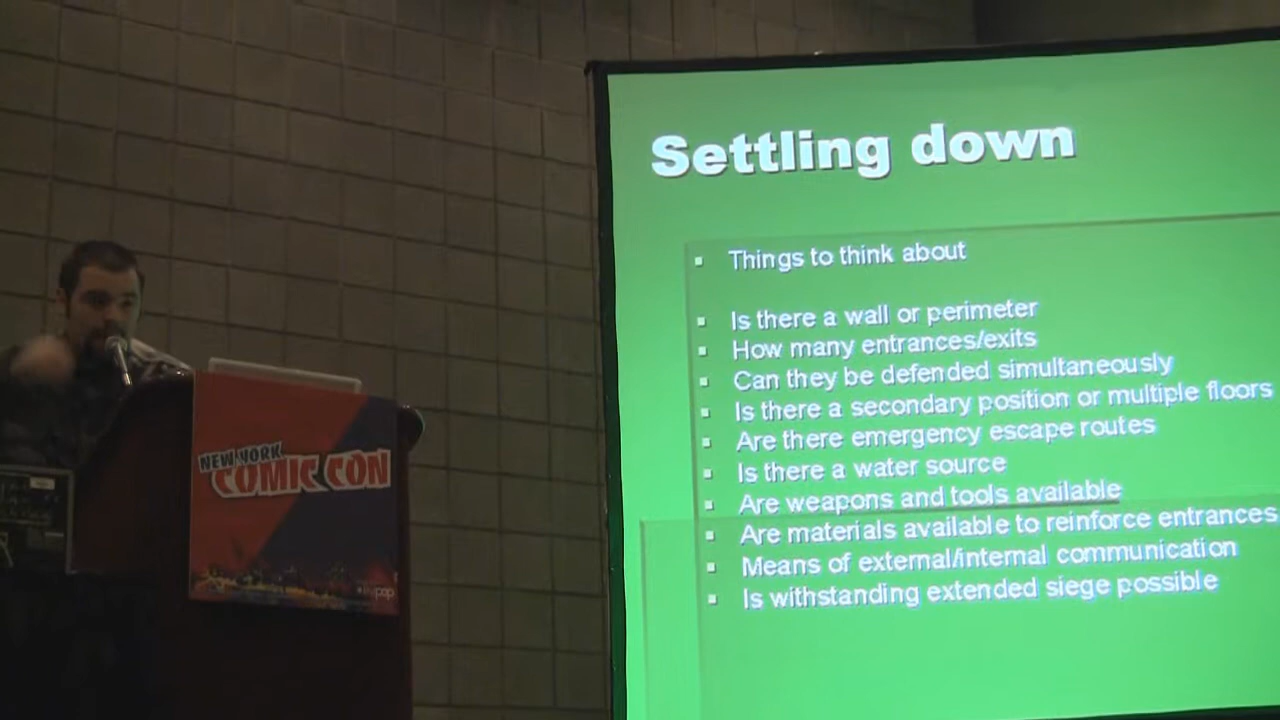 Settling down
Things to think about
Is there a wall or perimeter
How many entrances/exits
Can they be defended simultaneously
Is there a secondary position or multiple floors
Are there emergency escape routes
Is there a water source
Are weapons and tools available
Are materials available to reinforce entrances
Means of external/internal communication
Is withstanding extended siege possible
NEW YORK
COMIC CON